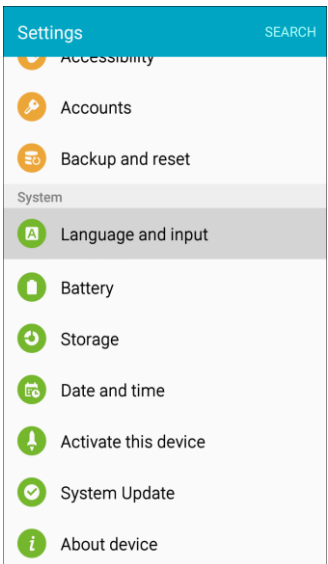 Settings
SEARCH
Accessibility
Accounts
Backup and reset
System
A
Language and input
Battery
Storage
Date and time
Activate this device
System Update
i
About device